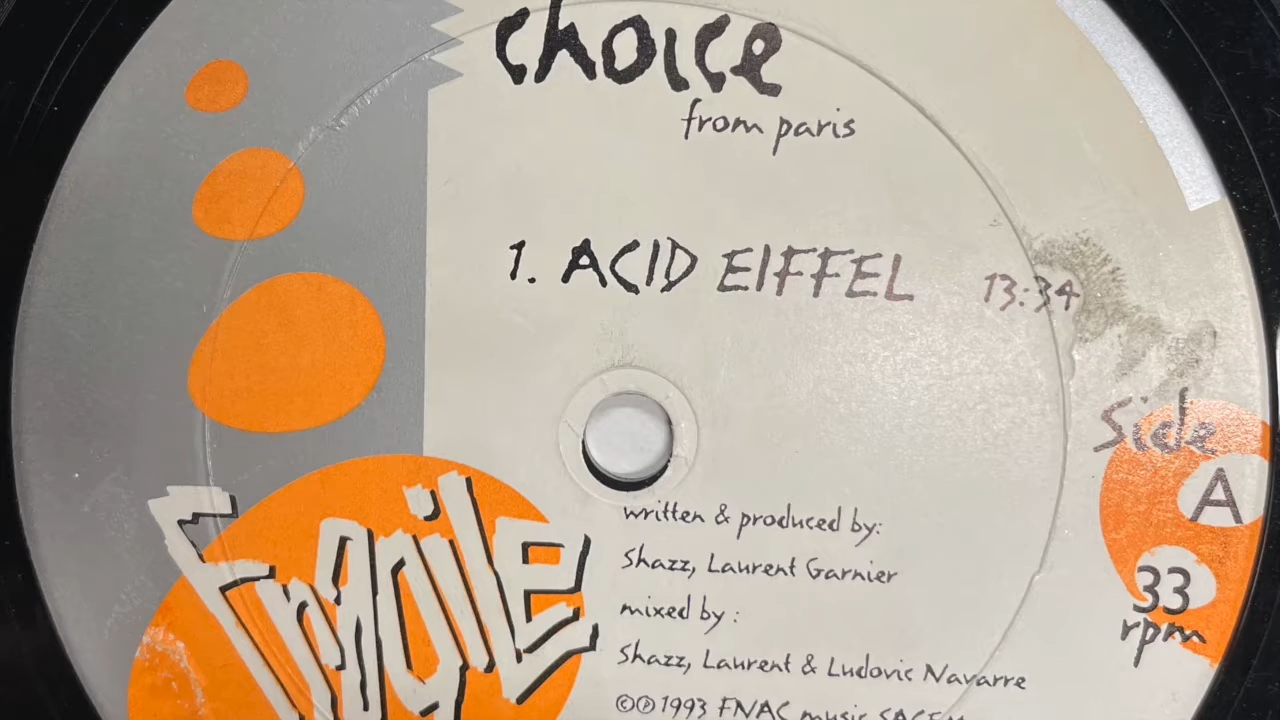 choice
from paris
1. ACID EIFFEL 13:34
Side
A
33
rpm
Fragile
written & produced by:
Shazz, Laurent Garnier
mixed by :
Shazz, Laurent & Ludovic Navarre
©℗1993 FNAC music SACEM